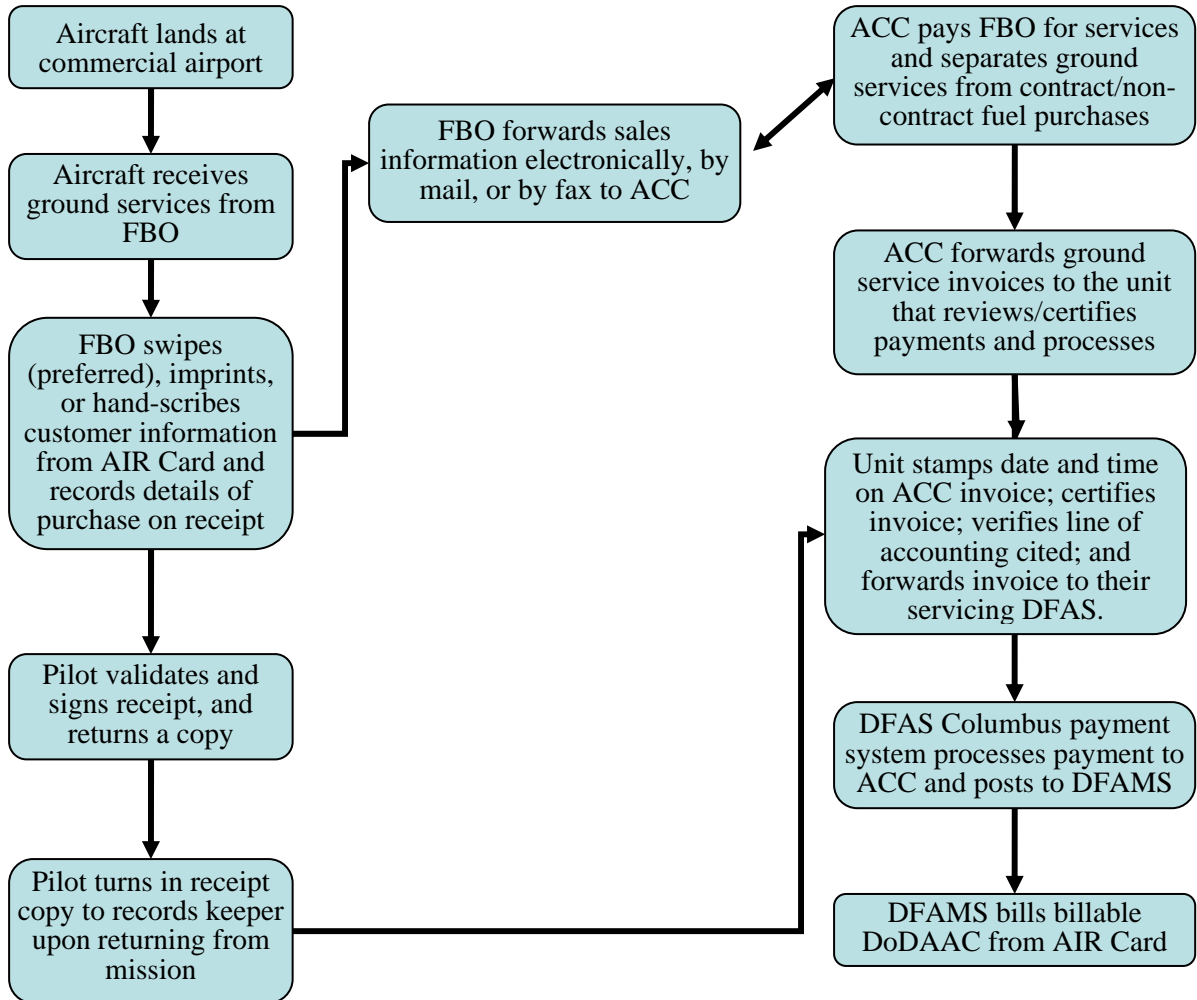 Aircraft lands at
commercial airport
Aircraft receives
ground services from
FBO
FBO swipes
(preferred), imprints,
or hand-scribes
customer information
from AIR Card and
records details of
purchase on receipt
Pilot validates and
signs receipt, and
returns a copy
Pilot turns in receipt
copy to records keeper
upon returning from
mission
FBO forwards sales
information electronically, by
mail, or by fax to ACC
ACC pays FBO for services
and separates ground
services from contract/non-
contract fuel purchases
ACC forwards ground
service invoices to the unit
that reviews/certifies
payments and processes
Unit stamps date and time
on ACC invoice; certifies
invoice; verifies line of
accounting cited; and
forwards invoice to their
servicing DFAS.
DFAS Columbus payment
system processes payment to
ACC and posts to DFAMS
DFAMS bills billable
DoDAAC from AIR Card